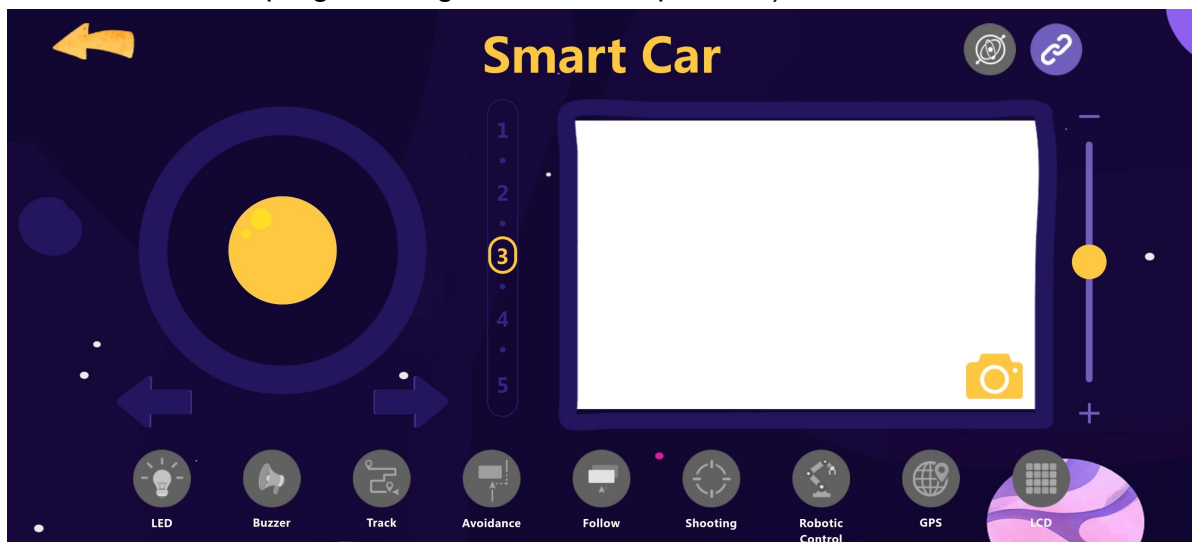 Smart Car
1
2
3
4
5
LED
Buzzer
Track
Avoidance
Follow
Shooting
Robotic
Control
GPS
LCD